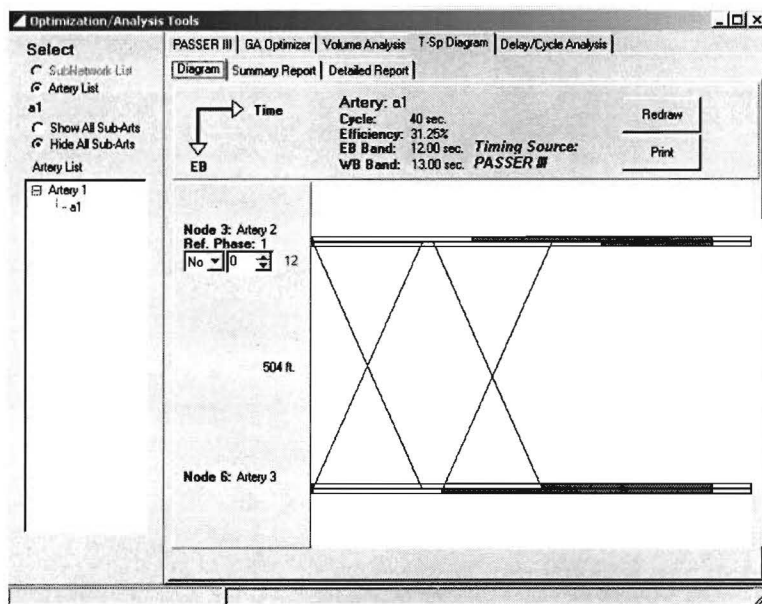 Optimization/Analysis Tools
Select
SubNetwork List
Artery List
a1
Show All Sub-Arts
Hide All Sub-Arts
Artery List
Artery 1
a1
PASSER III GA Optimizer Volume Analysis T-Sp Diagram Delay/Cycle Analysis
Diagram Summary Report Detailed Report
Time
EB
Artery: a1
Cycle: 40 sec.
Efficiency: 31.25%
EB Band: 12.00 sec. Timing Source:
WB Band: 13.00 sec. PASSER III
Redraw
Print
Node 3: Artery 2
Ref. Phase: 1
No 0 12
504 ft.
Node 6: Artery 3